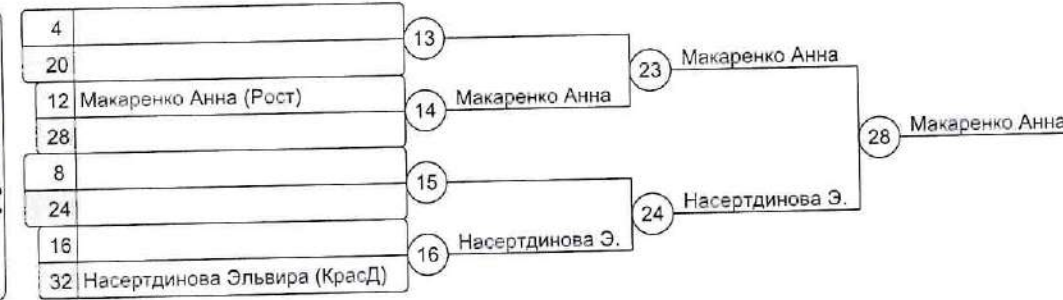 4
13
20
23 Макаренко Анна
12 Макаренко Анна (Рост)
14 Макаренко Анна
28
28 Макаренко Анна
8
15
24
24 Насертдинова Э.
16
16 Насертдинова Э.
32 Насертдинова Эльвира (КрасД)